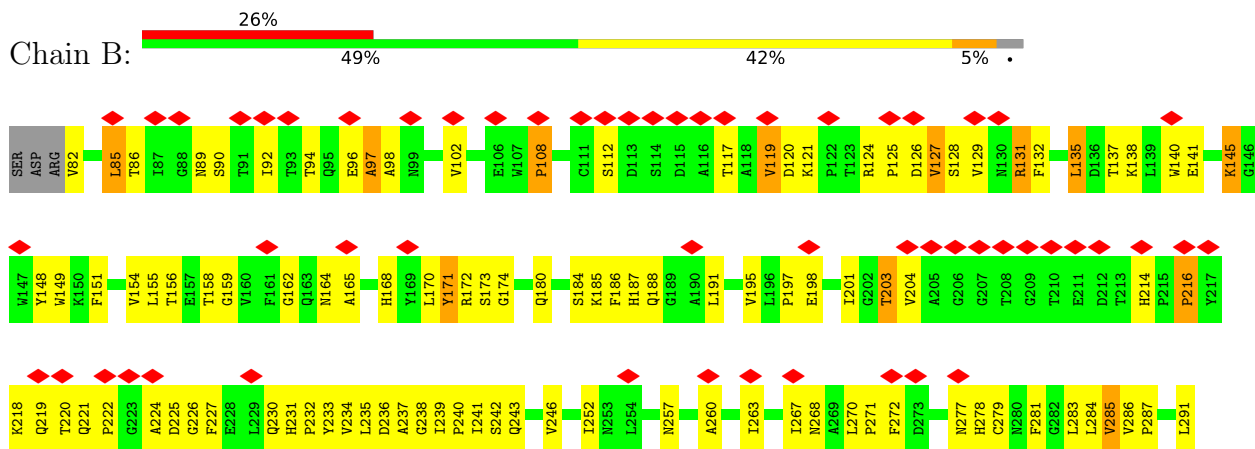 26%
Chain B:
49% 42% 5% •
SER ASP ARG V82 L85 T86 I87 G88 N89 S90 T91 I92 T93 T94 Q95 E96 A97 A98 N99 V102 E106 W107 P108 C111 S112 D113 S114 D115 A116 T117 A118 V119 D120 K121 P122 T123 R124 P125 D126 V127 S128 V129 N130 R131 F132 L135 D136 T137 K138 L139 W140 E141 K145 G146
W147 Y148 W149 K150 F151 V154 L155 T156 E157 T158 G159 V160 F161 G162 Q163 N164 A165 H168 Y169 L170 Y171 R172 S173 G174 Q180 S184 K185 F186 H187 Q188 G189 A190 L191 V195 L196 P197 E198 I201 G202 T203 V204 A205 G206 G207 T208 G209 T210 E211 D212 T213 H214 P215 P216 Y217
K218 Q219 T220 Q221 P222 G223 A224 D225 G226 F227 E228 L229 Q230 H231 P232 Y233 V234 L235 D236 A237 G238 I239 P240 I241 S242 Q243 V246 I252 N253 L254 N257 A260 I263 I267 N268 A269 L270 P271 F272 D273 N277 H278 C279 N280 F281 G282 L283 L284 V285 V286 P287 L291